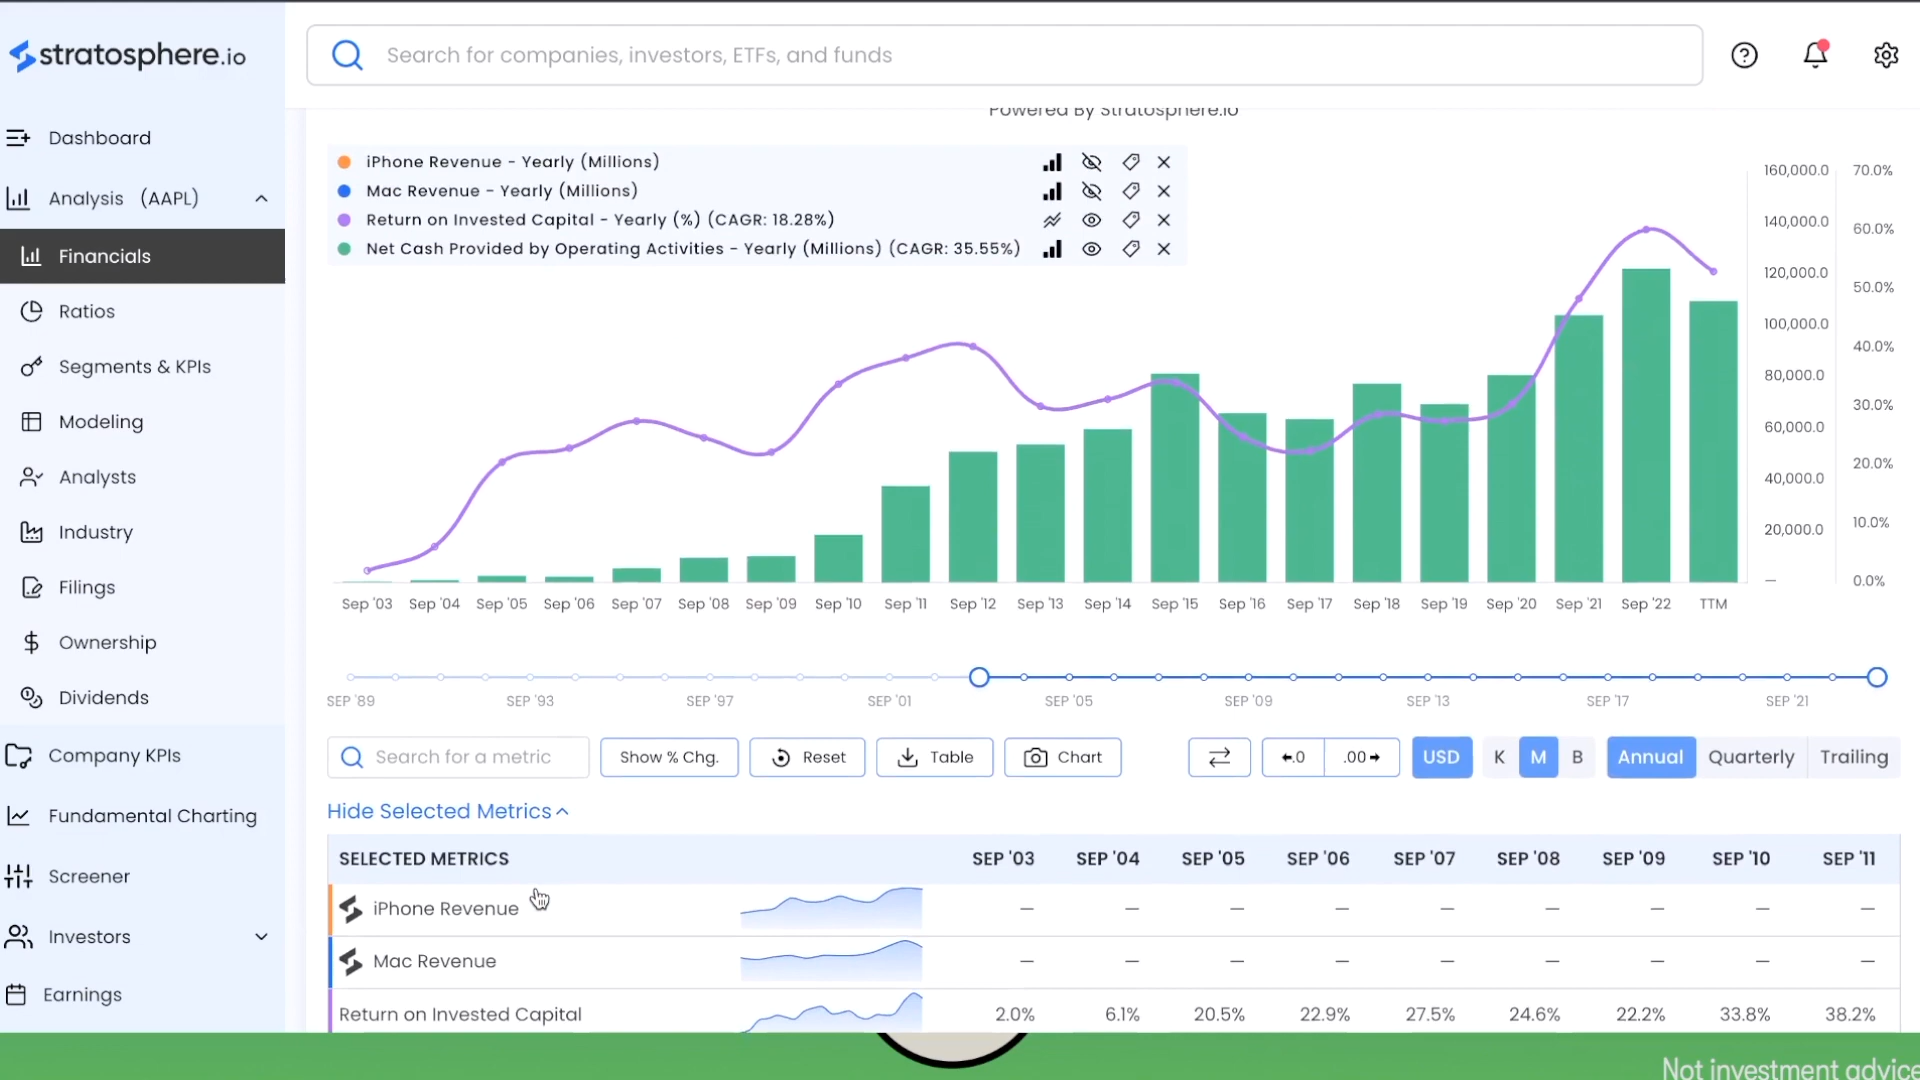 stratosphere.io
Search for companies, investors, ETFs, and funds
Dashboard
Analysis (AAPL)
Financials
Ratios
Segments & KPIs
Modeling
Analysts
Industry
Filings
Ownership
Dividends
Company KPIs
Fundamental Charting
Screener
Investors
Earnings
Powered By Stratosphere.io
iPhone Revenue - Yearly (Millions)
Mac Revenue - Yearly (Millions)
Return on Invested Capital - Yearly (%) (CAGR: 18.28%)
Net Cash Provided by Operating Activities - Yearly (Millions) (CAGR: 35.55%)
160,000.0 70.0%
140,000.0 60.0%
120,000.0 50.0%
100,000.0 40.0%
80,000.0 30.0%
60,000.0 20.0%
40,000.0 10.0%
20,000.0 0.0%
—
Sep '03 Sep '04 Sep '05 Sep '06 Sep '07 Sep '08 Sep '09 Sep '10 Sep '11 Sep '12 Sep '13 Sep '14 Sep '15 Sep '16 Sep '17 Sep '18 Sep '19 Sep '20 Sep '21 Sep '22 TTM
SEP '89 SEP '93 SEP '97 SEP '01 SEP '05 SEP '09 SEP '13 SEP '17 SEP '21
Search for a metric Show % Chg. Reset Table Chart ←.0 .00→ USD K M B Annual Quarterly Trailing
Hide Selected Metrics
SELECTED METRICS SEP '03 SEP '04 SEP '05 SEP '06 SEP '07 SEP '08 SEP '09 SEP '10 SEP '11
iPhone Revenue — — — — — — — — —
Mac Revenue — — — — — — — — —
Return on Invested Capital 2.0% 6.1% 20.5% 22.9% 27.5% 24.6% 22.2% 33.8% 38.2%
Not investment advice